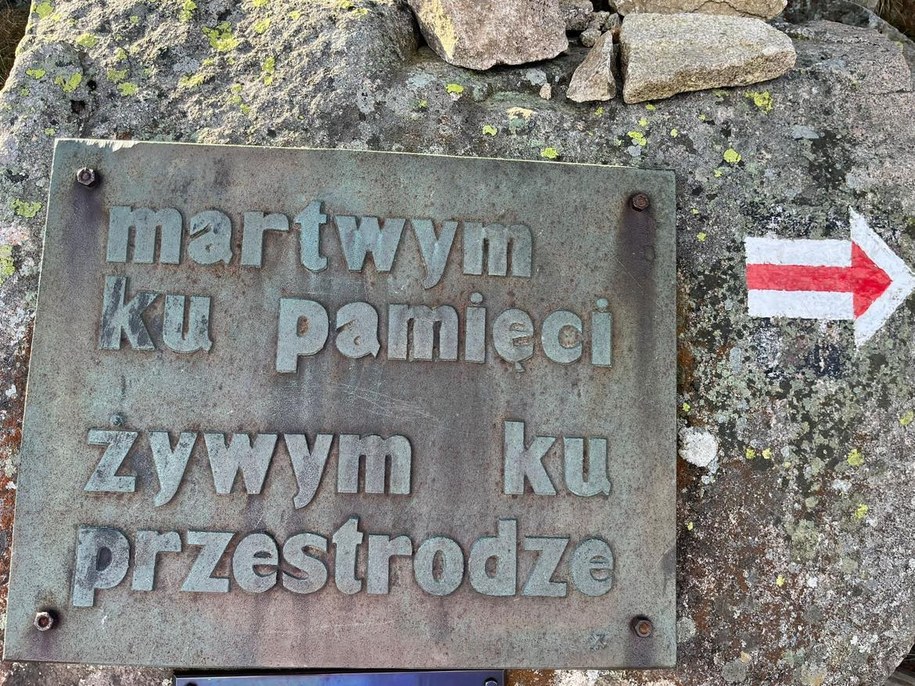 martwym
ku pamięci
żywym ku
przestrodze